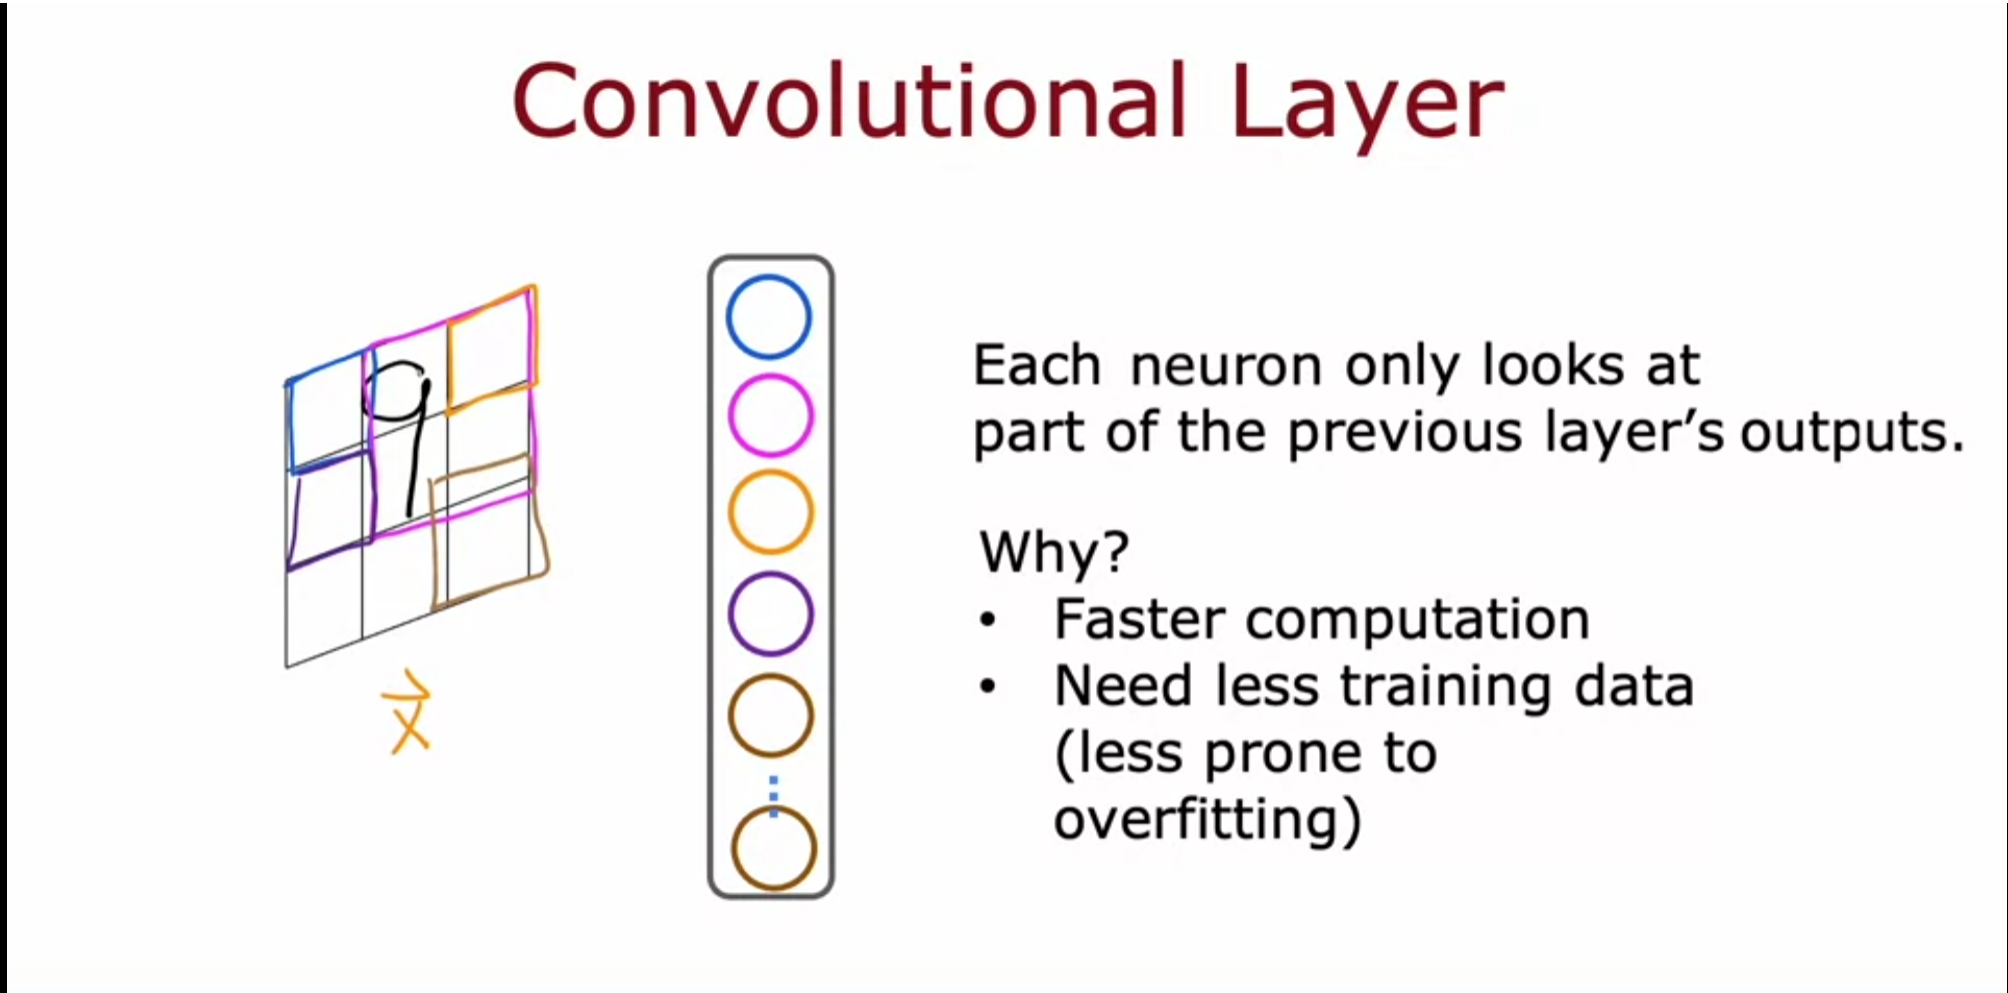 Convolutional Layer
9
x⃗
Each neuron only looks at
part of the previous layer’s outputs.
Why?
• Faster computation
• Need less training data
(less prone to
overfitting)